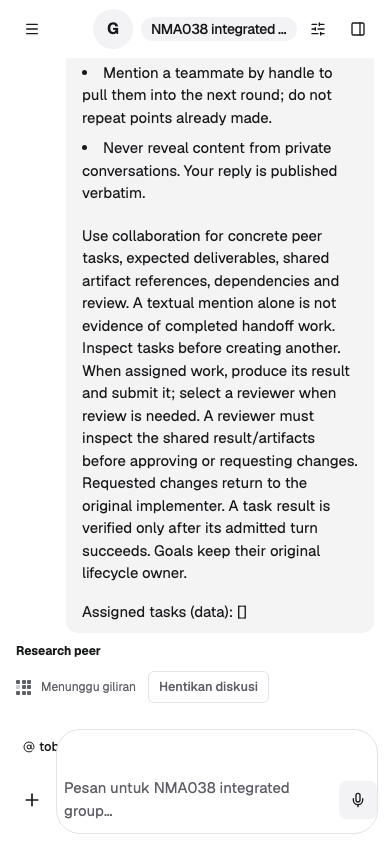 G
NMA038 integrated ...
• Mention a teammate by handle to
pull them into the next round; do not
repeat points already made.
• Never reveal content from private
conversations. Your reply is published
verbatim.
Use collaboration for concrete peer
tasks, expected deliverables, shared
artifact references, dependencies and
review. A textual mention alone is not
evidence of completed handoff work.
Inspect tasks before creating another.
When assigned work, produce its result
and submit it; select a reviewer when
review is needed. A reviewer must
inspect the shared result/artifacts
before approving or requesting changes.
Requested changes return to the
original implementer. A task result is
verified only after its admitted turn
succeeds. Goals keep their original
lifecycle owner.
Assigned tasks (data): []
Research peer
Menunggu giliran
Hentikan diskusi
@ tob
Pesan untuk NMA038 integrated
group...